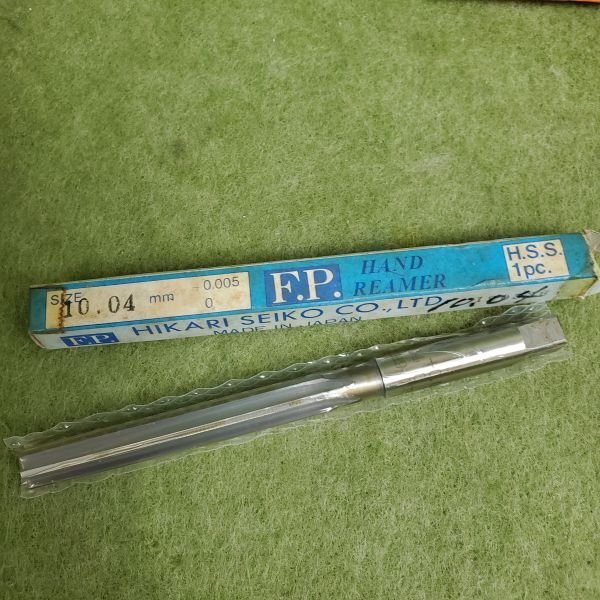 SIZE
10.04 mm
0.005
0
F.P.
HAND
REAMER
H.S.S.
1pc.
F.P. HIKARI SEIKO CO.,LTD
MADE IN JAPAN
10.04